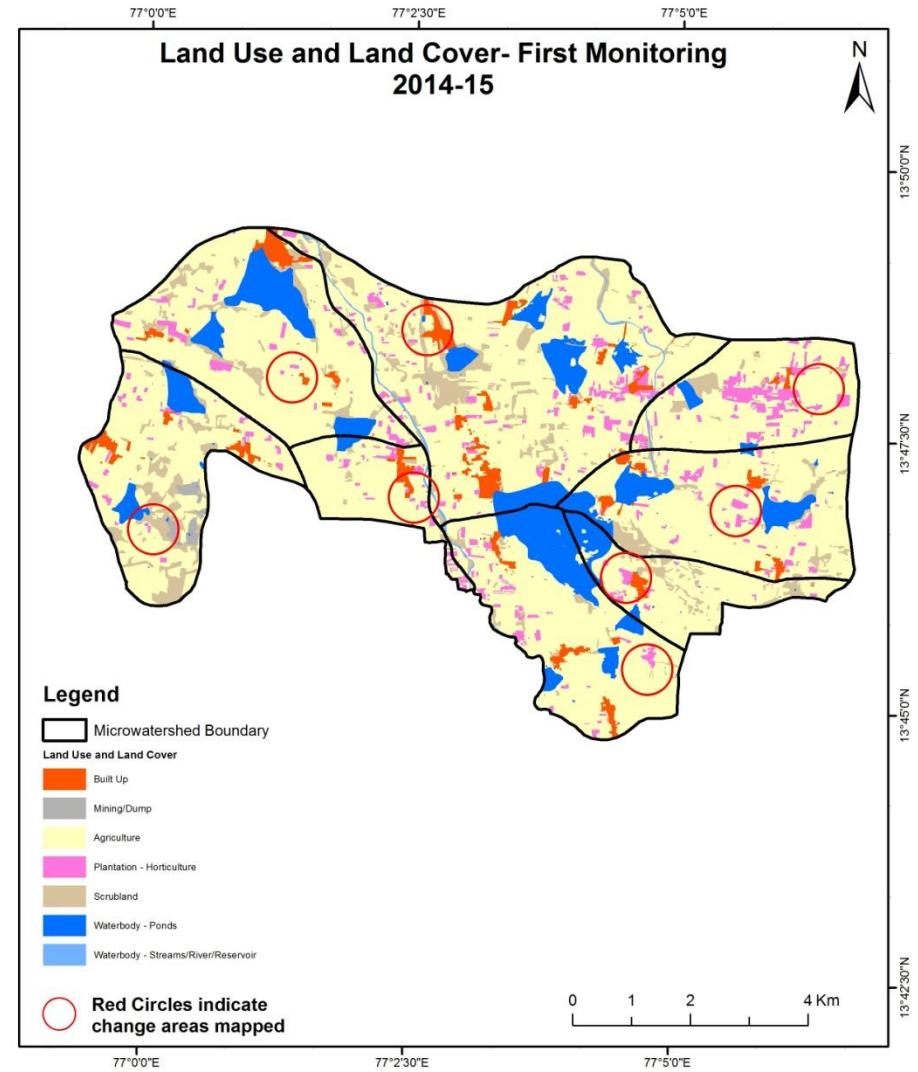 77°0'0"E 77°2'30"E 77°5'0"E
Land Use and Land Cover- First Monitoring
2014-15
N
13°50'0"N
13°47'30"N
13°45'0"N
13°42'30"N
Legend
Microwatershed Boundary
Land Use and Land Cover
Built Up
Mining/Dump
Agriculture
Plantation - Horticulture
Scrubland
Waterbody - Ponds
Waterbody - Streams/River/Reservoir
Red Circles indicate
change areas mapped
0 1 2 4 Km
77°0'0"E 77°2'30"E 77°5'0"E